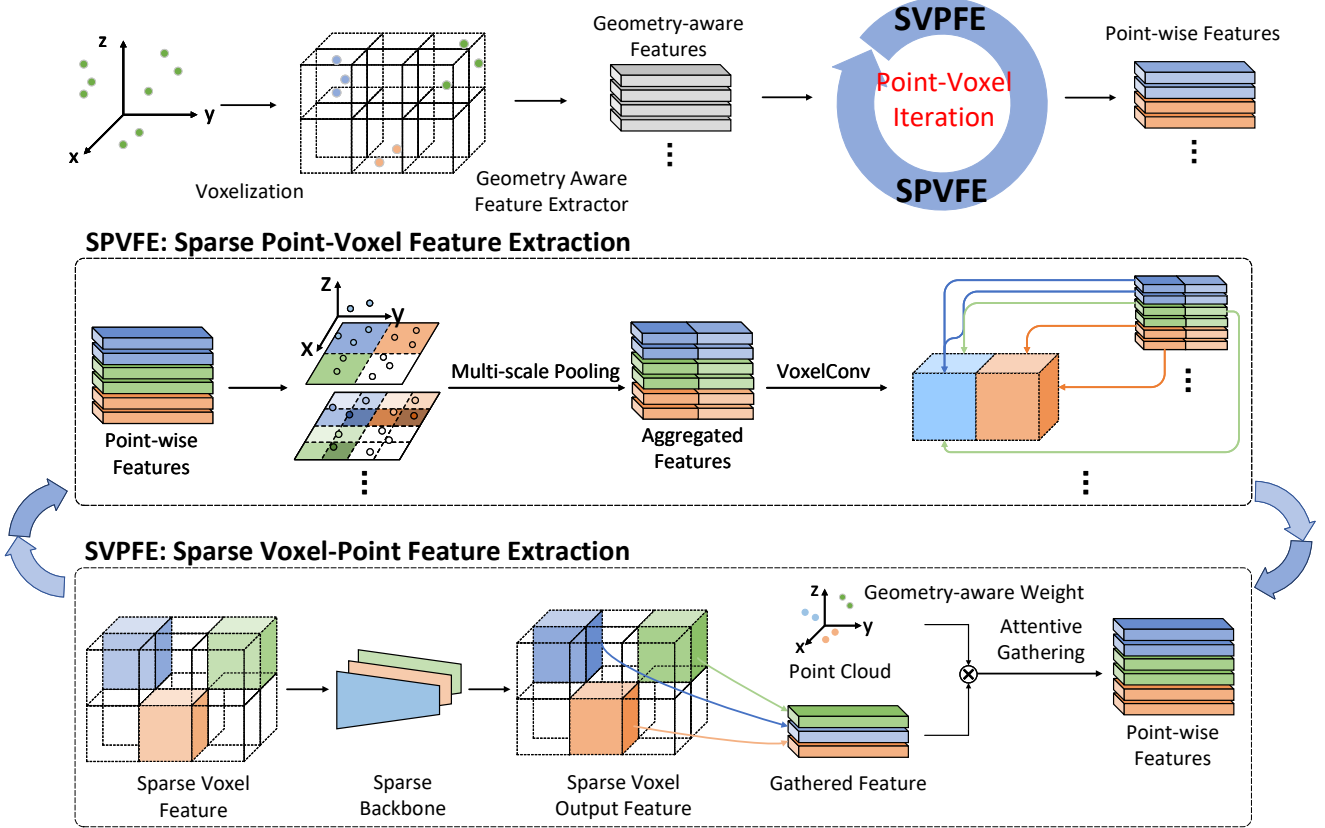 z
y
x
Voxelization
Geometry Aware
Feature Extractor
Geometry-aware
Features
...
SVPFE
Point-Voxel
Iteration
SPVFE
Point-wise Features
...
SPVFE: Sparse Point-Voxel Feature Extraction
Point-wise
Features
z
y
x
...
Multi-scale Pooling
Aggregated
Features
VoxelConv
...
...
SVPFE: Sparse Voxel-Point Feature Extraction
Sparse Voxel
Feature
Sparse
Backbone
Sparse Voxel
Output Feature
z
y
x
Point Cloud
Geometry-aware Weight
Gathered Feature
Attentive
Gathering
Point-wise
Features